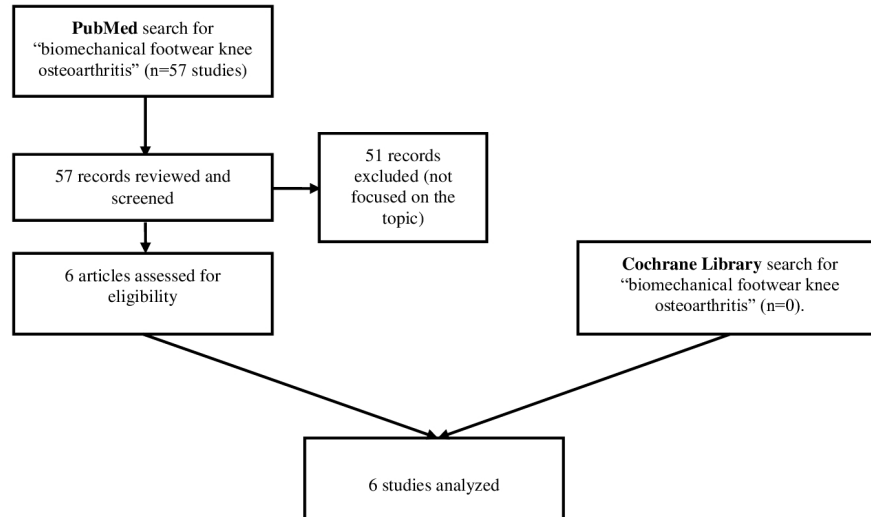 PubMed search for
“biomechanical footwear knee
osteoarthritis” (n=57 studies)
57 records reviewed and
screened
51 records
excluded (not
focused on the
topic)
6 articles assessed for
eligibility
Cochrane Library search for
“biomechanical footwear knee
osteoarthritis” (n=0).
6 studies analyzed